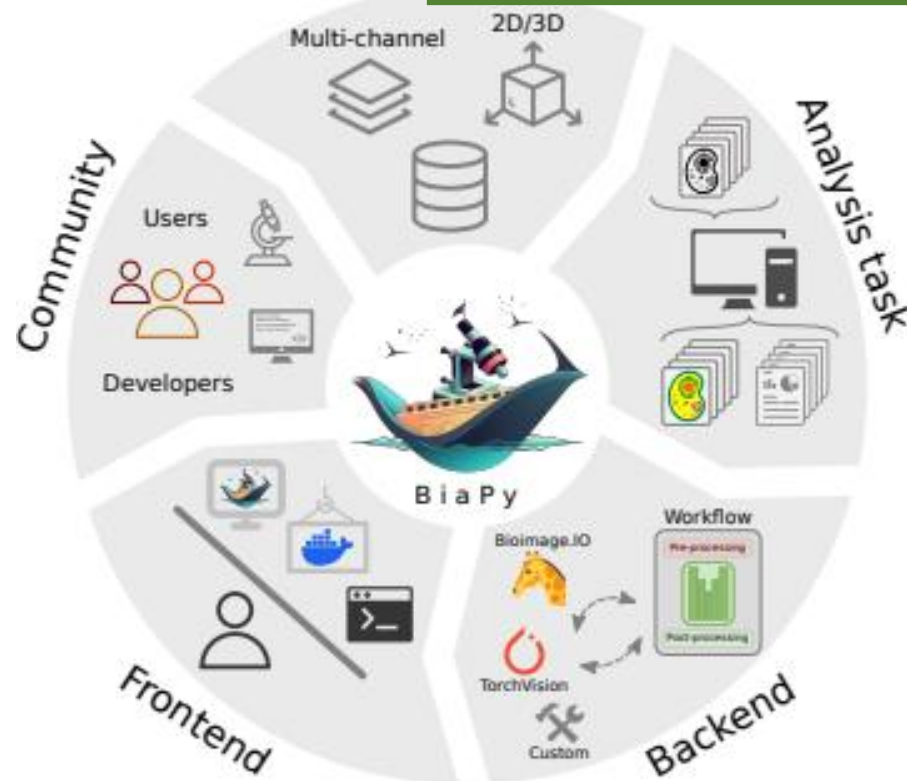 Multi-channel
2D/3D
Analysis task
Community
Users
Developers
BiaPy
Workflow
Pre-processing
Post-processing
Bioimage.IO
TorchVision
Custom
Frontend
Backend